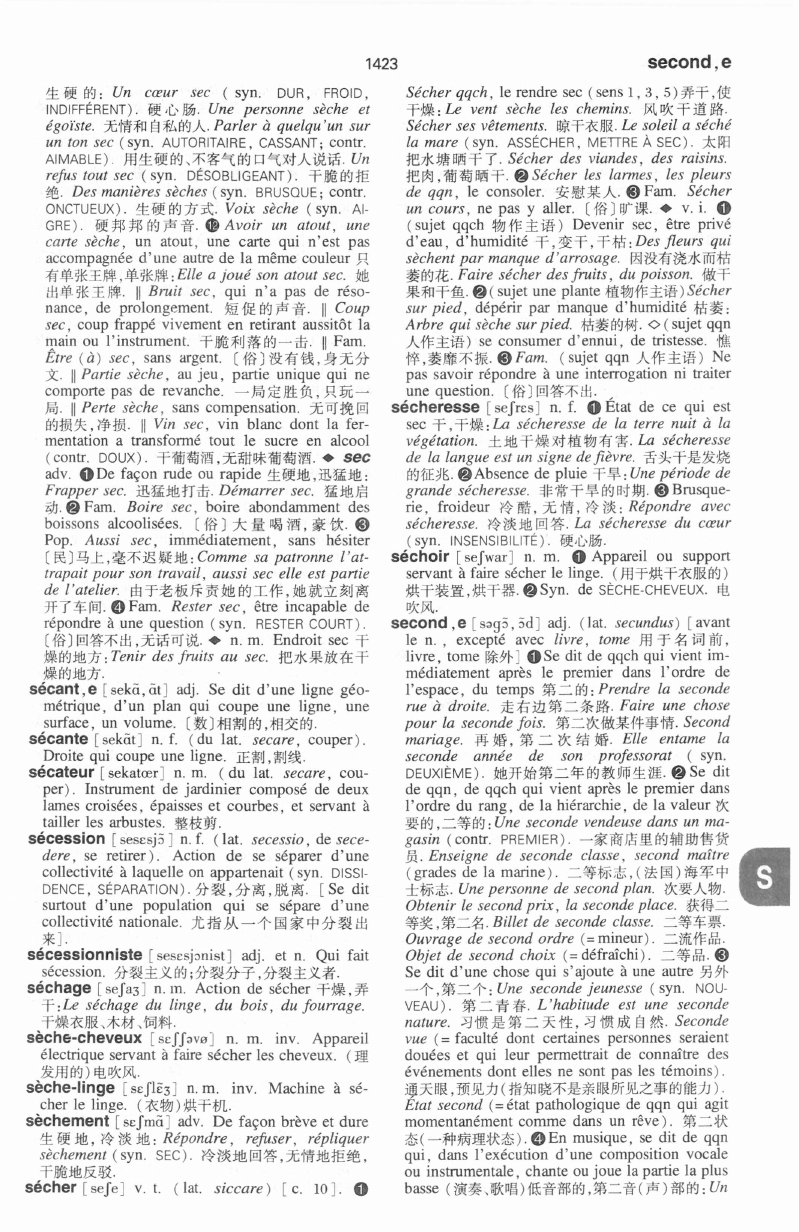 1423
second,e
生硬的: Un cœur sec ( syn. DUR, FROID,
INDIFFÉRENT). 硬心肠. Une personne sèche et
égoïste. 无情和自私的人. Parler à quelqu'un sur
un ton sec (syn. AUTORITAIRE, CASSANT; contr.
AIMABLE). 用生硬的、不客气的口气对人说话. Un
refus tout sec (syn. DÉSOBLIGEANT). 干脆的拒
绝. Des manières sèches (syn. BRUSQUE; contr.
ONCTUEUX). 生硬的方式. Voix sèche ( syn. AI-
GRE). 硬邦邦的声音. ⓬ Avoir un atout, une
carte sèche, un atout, une carte qui n'est pas
accompagnée d'une autre de la même couleur 只
有单张王牌,单张牌: Elle a joué son atout sec. 她
出单张王牌. ‖ Bruit sec, qui n'a pas de réso-
nance, de prolongement. 短促的声音. ‖ Coup
sec, coup frappé vivement en retirant aussitôt la
main ou l'instrument. 干脆利落的一击. ‖ Fam.
Être (à) sec, sans argent. 〔俗〕没有钱,身无分
文. ‖ Partie sèche, au jeu, partie unique qui ne
comporte pas de revanche. 一局定胜负,只玩一
局. ‖ Perte sèche, sans compensation. 无可挽回
的损失,净损. ‖ Vin sec, vin blanc dont la fer-
mentation a transformé tout le sucre en alcool
(contr. DOUX). 干葡萄酒,无甜味葡萄酒. ◆ sec
adv. ❶De façon rude ou rapide 生硬地,迅猛地:
Frapper sec. 迅猛地打击. Démarrer sec. 猛地启
动. ❷ Fam. Boire sec, boire abondamment des
boissons alcoolisées. 〔俗〕大量喝酒,豪饮. ❸
Pop. Aussi sec, immédiatement, sans hésiter
〔民〕马上,毫不迟疑地: Comme sa patronne l'at-
trapait pour son travail, aussi sec elle est partie
de l'atelier. 由于老板斥责她的工作,她就立刻离
开了车间. ❹ Fam. Rester sec, être incapable de
répondre à une question (syn. RESTER COURT).
〔俗〕回答不出,无话可说. ◆ n. m. Endroit sec 干
燥的地方: Tenir des fruits au sec. 把水果放在干
燥的地方.
sécant,e [sekɑ̃, ɑ̃t] adj. Se dit d'une ligne géo-
métrique, d'un plan qui coupe une ligne, une
surface, un volume. 〔数〕相割的,相交的.
sécante [sekɑ̃t] n. f. (du lat. secare, couper).
Droite qui coupe une ligne. 正割,割线.
sécateur [sekatœr] n. m. ( du lat. secare, cou-
per). Instrument de jardinier composé de deux
lames croisées, épaisses et courbes, et servant à
tailler les arbustes. 整枝剪.
sécession [sesɛsjɔ̃] n. f. (lat. secessio, de sece-
dere, se retirer). Action de se séparer d'une
collectivité à laquelle on appartenait (syn. DISSI-
DENCE, SÉPARATION). 分裂,分离,脱离. [Se dit
surtout d'une population qui se sépare d'une
collectivité nationale. 尤指从一个国家中分裂出
来].
sécessionniste [sesɛsjɔnist] adj. et n. Qui fait
sécession. 分裂主义的;分裂分子,分裂主义者.
séchage [seʃaʒ] n. m. Action de sécher 干燥,弄
干: Le séchage du linge, du bois, du fourrage.
干燥衣服、木材、饲料.
sèche-cheveux [sɛʃʃəvø] n. m. inv. Appareil
électrique servant à faire sécher les cheveux. (理
发用的)电吹风.
sèche-linge [sɛʃlɛ̃ʒ] n.m. inv. Machine à sé-
cher le linge. (衣物)烘干机.
sèchement [sɛʃmɑ̃] adv. De façon brève et dure
生硬地,冷淡地: Répondre, refuser, répliquer
sèchement (syn. SEC). 冷淡地回答,无情地拒绝,
干脆地反驳.
sécher [seʃe] v. t. (lat. siccare) [c. 10]. ❶
Sécher qqch, le rendre sec (sens 1, 3, 5)弄干,使
干燥: Le vent sèche les chemins. 风吹干道路.
Sécher ses vêtements. 晾干衣服. Le soleil a séché
la mare (syn. ASSÉCHER, METTRE À SEC). 太阳
把水塘晒干了. Sécher des viandes, des raisins.
把肉,葡萄晒干. ❷ Sécher les larmes, les pleurs
de qqn, le consoler. 安慰某人. ❸ Fam. Sécher
un cours, ne pas y aller. 〔俗〕旷课. ◆ v. i. ❶
(sujet qqch 物作主语) Devenir sec, être privé
d'eau, d'humidité 干,变干,干枯: Des fleurs qui
sèchent par manque d'arrosage. 因没有浇水而枯
萎的花. Faire sécher des fruits, du poisson. 做干
果和干鱼. ❷(sujet une plante 植物作主语) Sécher
sur pied, dépérir par manque d'humidité 枯萎:
Arbre qui sèche sur pied. 枯萎的树. ◇(sujet qqn
人作主语) se consumer d'ennui, de tristesse. 憔
悴,萎靡不振. ❸ Fam. (sujet qqn 人作主语) Ne
pas savoir répondre à une interrogation ni traiter
une question. 〔俗〕回答不出.
sécheresse [seʃrɛs] n. f. ❶ État de ce qui est
sec 干,干燥: La sécheresse de la terre nuit à la
végétation. 土地干燥对植物有害. La sécheresse
de la langue est un signe de fièvre. 舌头干是发烧
的征兆. ❷Absence de pluie 干旱: Une période de
grande sécheresse. 非常干旱的时期. ❸ Brusque-
rie, froideur 冷酷,无情,冷淡: Répondre avec
sécheresse. 冷淡地回答. La sécheresse du cœur
(syn. INSENSIBILITÉ). 硬心肠.
séchoir [seʃwar] n. m. ❶ Appareil ou support
servant à faire sécher le linge. (用于烘干衣服的)
烘干装置,烘干器. ❷ Syn. de SÈCHE-CHEVEUX. 电
吹风.
second,e [səgɔ̃, ɔ̃d] adj. (lat. secundus) [avant
le n. , excepté avec livre, tome 用于名词前,
livre, tome 除外] ❶Se dit de qqch qui vient im-
médiatement après le premier dans l'ordre de
l'espace, du temps 第二的: Prendre la seconde
rue à droite. 走右边第二条路. Faire une chose
pour la seconde fois. 第二次做某件事情. Second
mariage. 再婚,第二次结婚. Elle entame la
seconde année de son professorat ( syn.
DEUXIÈME). 她开始第二年的教师生涯. ❷ Se dit
de qqn, de qqch qui vient après le premier dans
l'ordre du rang, de la hiérarchie, de la valeur 次
要的,二等的: Une seconde vendeuse dans un ma-
gasin (contr. PREMIER). 一家商店里的辅助售货
员. Enseigne de seconde classe, second maître
(grades de la marine). 二等标志,(法国)海军中
士标志. Une personne de second plan. 次要人物.
Obtenir le second prix, la seconde place. 获得二
等奖,第二名. Billet de seconde classe. 二等车票.
Ouvrage de second ordre (=mineur). 二流作品.
Objet de second choix (=défraîchi). 二等品. ❸
Se dit d'une chose qui s'ajoute à une autre 另外
一个,第二个: Une seconde jeunesse (syn. NOU-
VEAU). 第二青春. L'habitude est une seconde
nature. 习惯是第二天性,习惯成自然. Seconde
vue (= faculté dont certaines personnes seraient
douées et qui leur permettrait de connaître des
événements dont elles ne sont pas les témoins).
通天眼,预见力(指知晓不是亲眼所见之事的能力).
État second (=état pathologique de qqn qui agit
momentanément comme dans un rêve). 第二状
态(一种病理状态). ❹En musique, se dit de qqn
qui, dans l'exécution d'une composition vocale
ou instrumentale, chante ou joue la partie la plus
basse (演奏、歌唱)低音部的,第二音(声)部的: Un
S